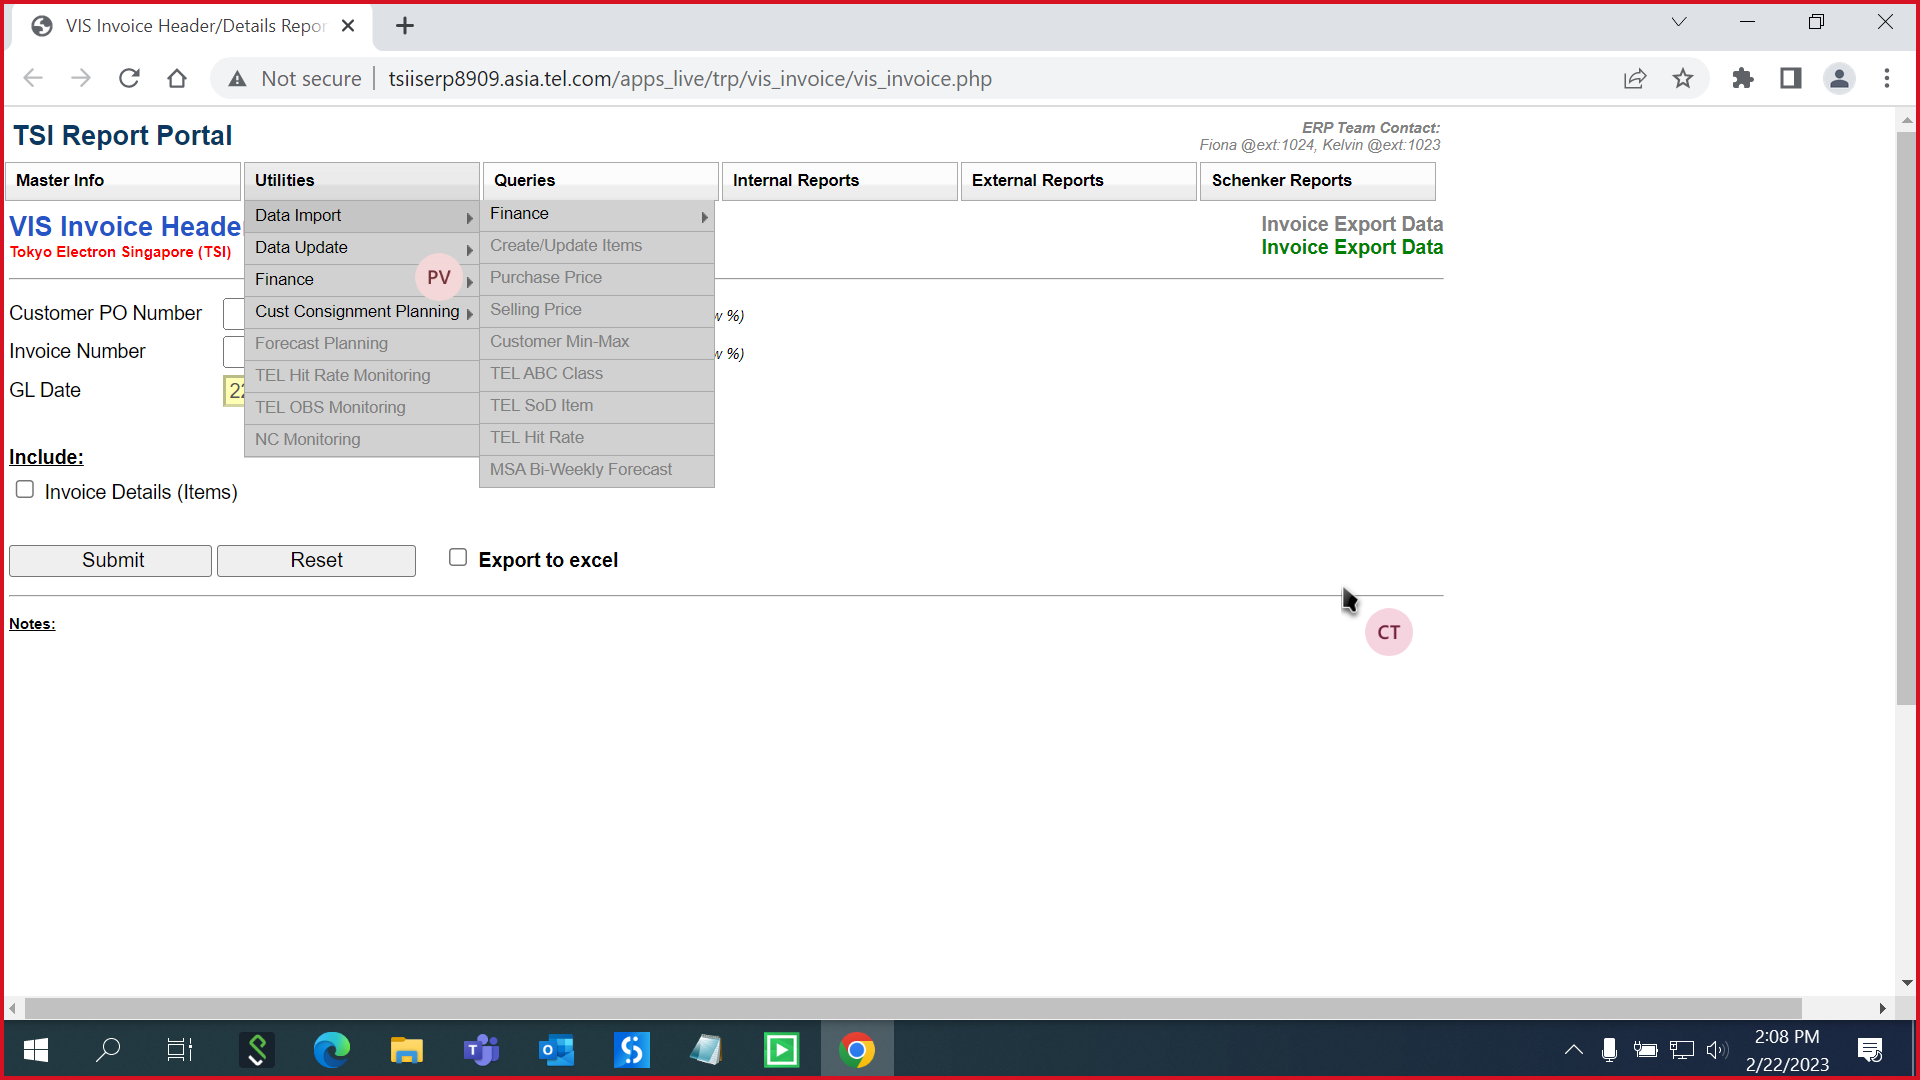 VIS Invoice Header/Details Repor
Not secure
tsiiserp8909.asia.tel.com/apps_live/trp/vis_invoice/vis_invoice.php
TSI Report Portal
ERP Team Contact:
Fiona @ext:1024, Kelvin @ext:1023
Master Info
Utilities
Queries
Internal Reports
External Reports
Schenker Reports
VIS Invoice Heade
Tokyo Electron Singapore (TSI)
Invoice Export Data
Invoice Export Data
Data Import
Data Update
Finance
Cust Consignment Planning
Forecast Planning
TEL Hit Rate Monitoring
TEL OBS Monitoring
NC Monitoring
Finance
Create/Update Items
Purchase Price
Selling Price
Customer Min-Max
TEL ABC Class
TEL SoD Item
TEL Hit Rate
MSA Bi-Weekly Forecast
PV
Customer PO Number
w %)
Invoice Number
w %)
GL Date
22
Include:
Invoice Details (Items)
Submit
Reset
Export to excel
Notes:
CT
2:08 PM
2/22/2023